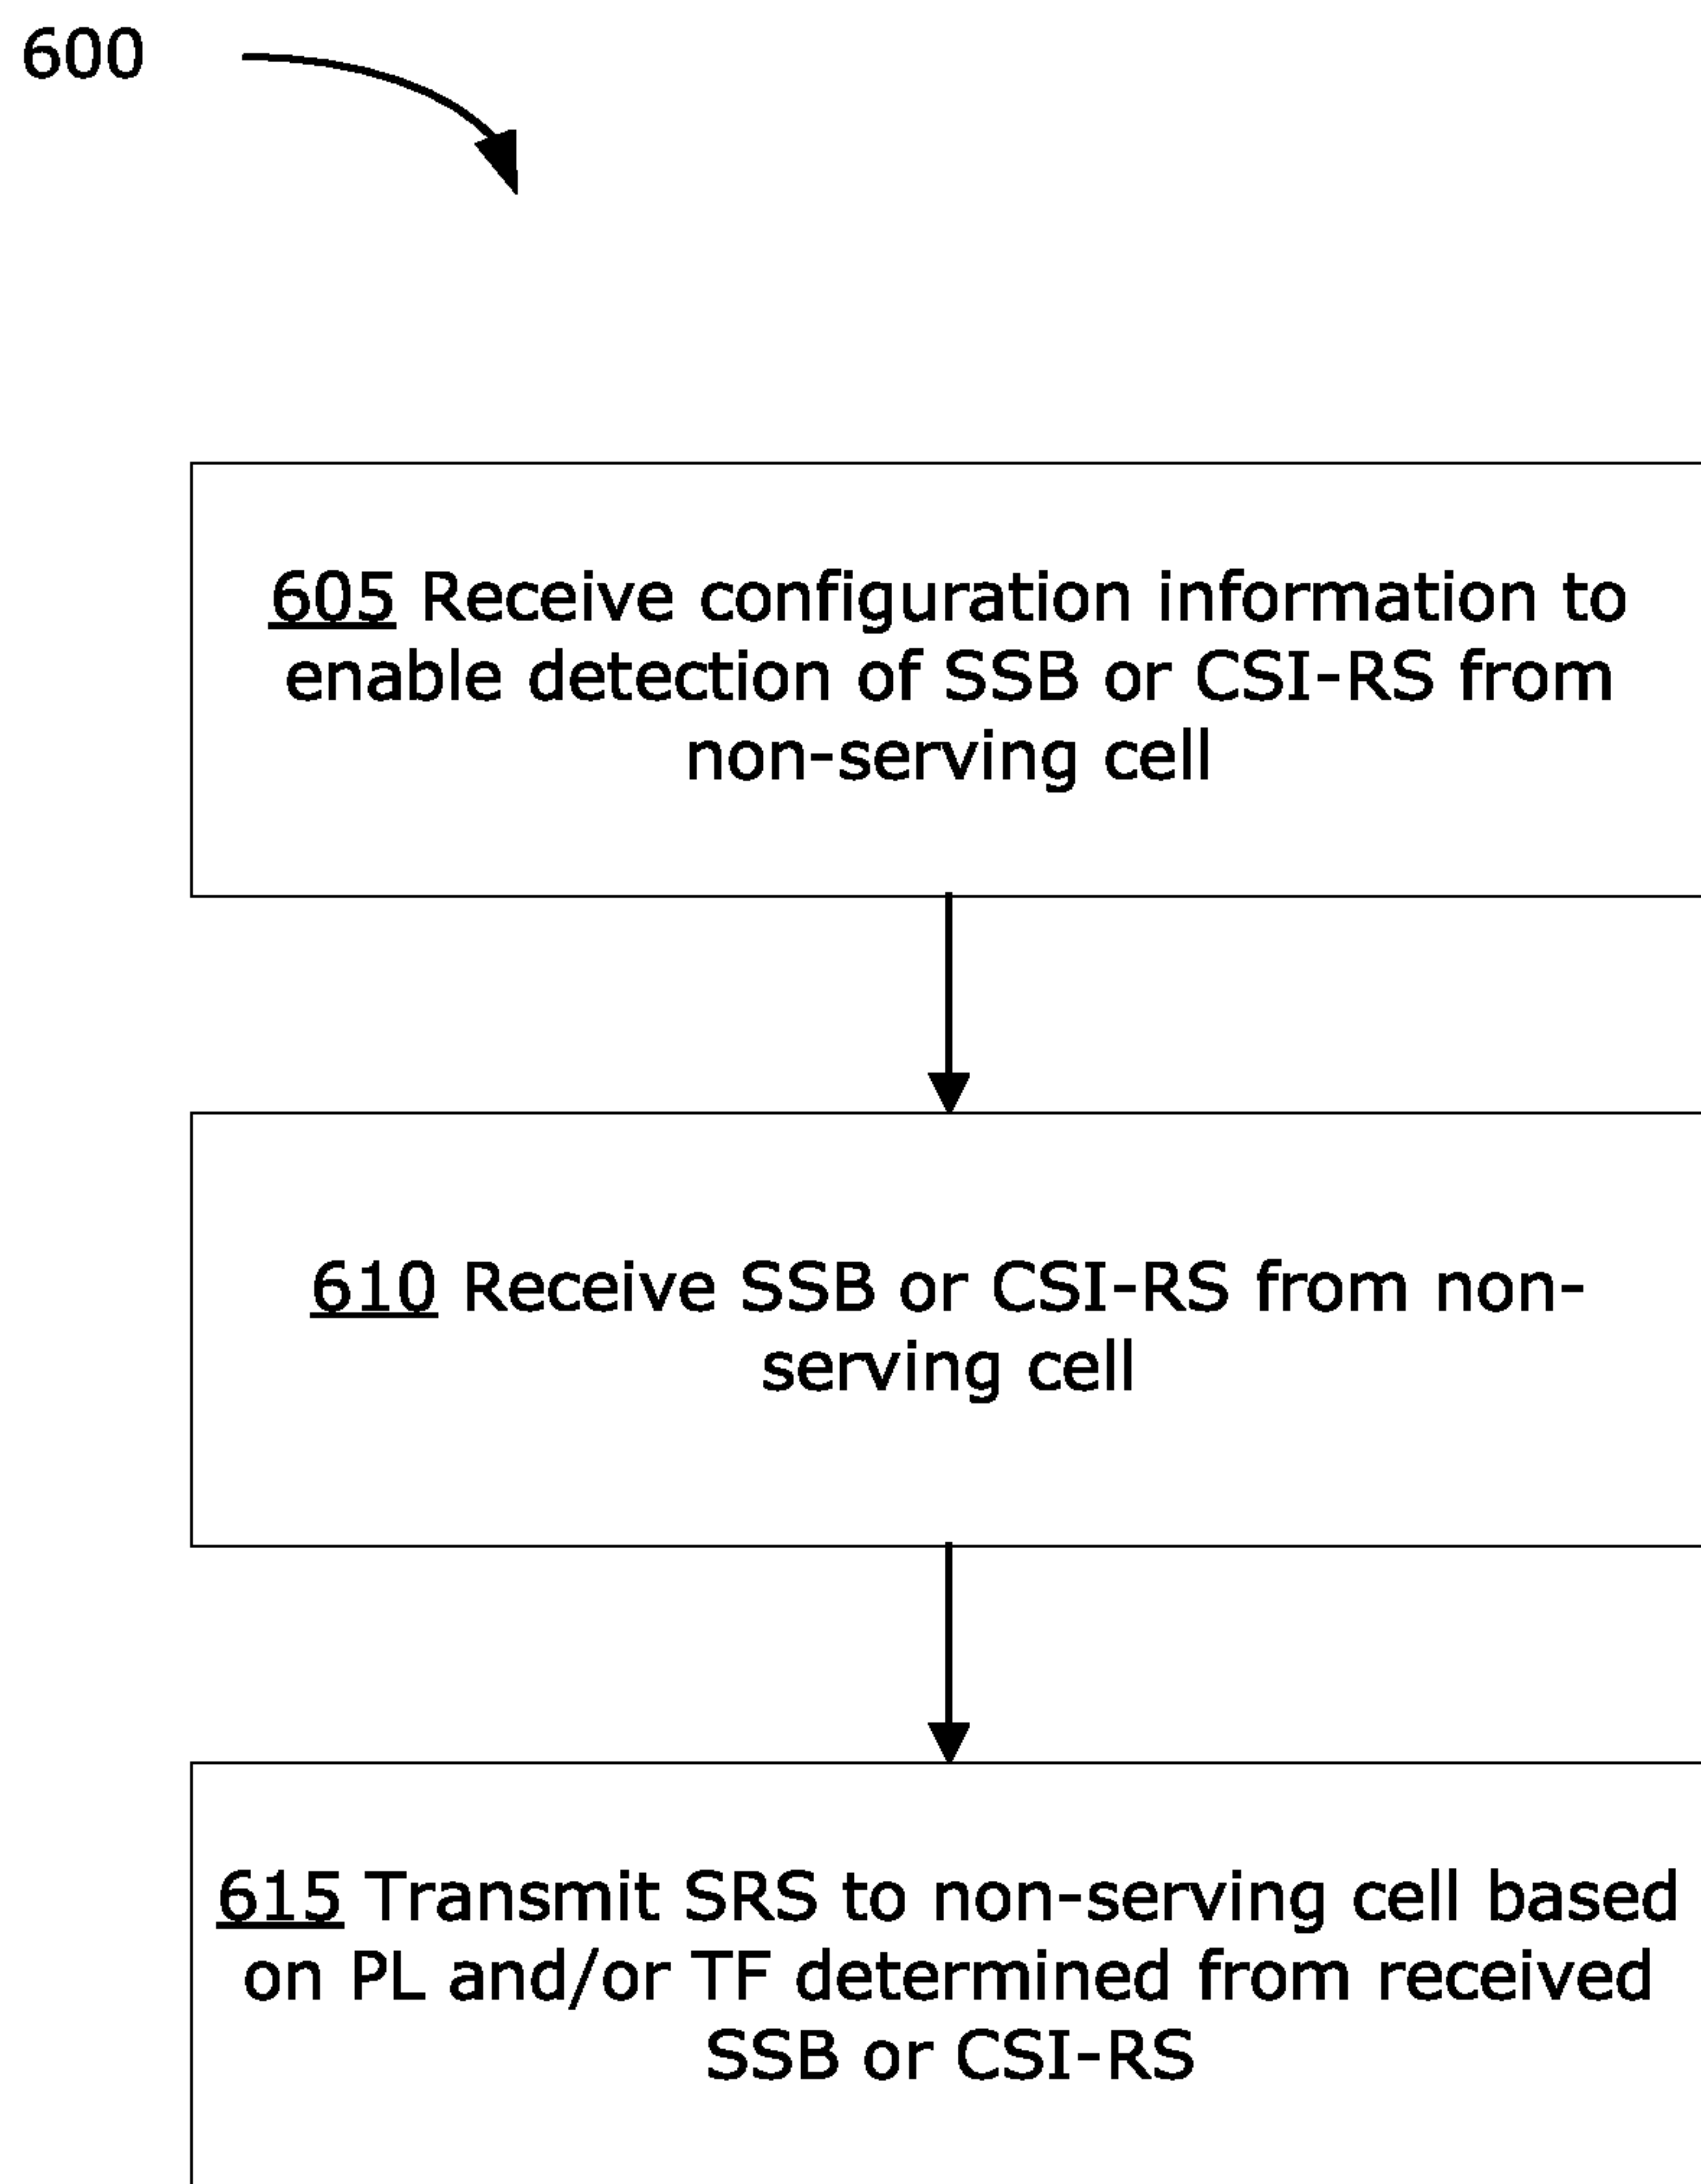 600
605 Receive configuration information to
enable detection of SSB or CSI-RS from
non-serving cell
610 Receive SSB or CSI-RS from non-
serving cell
615 Transmit SRS to non-serving cell based
on PL and/or TF determined from received
SSB or CSI-RS